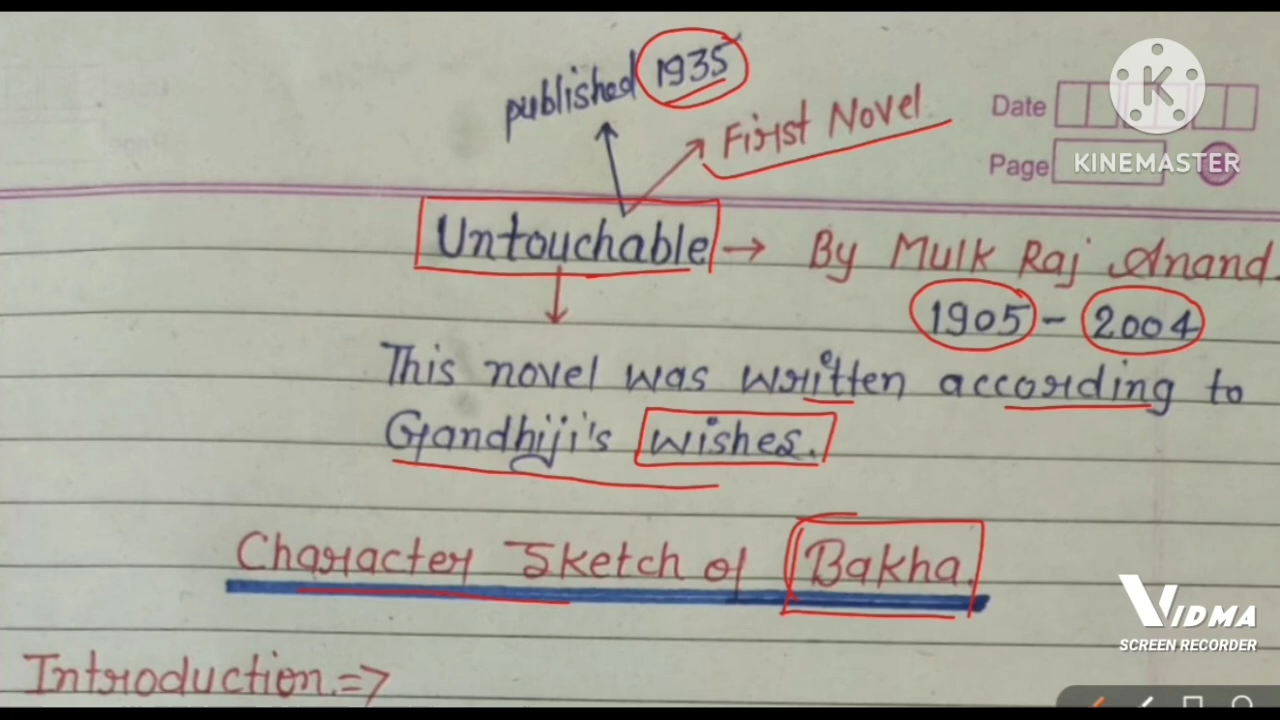 published 1935
First Novel
Date
Page
K
KINEMASTER
Untouchable → By Mulk Raj Anand
1905 - 2004
This novel was written according to
Gandhiji's wishes.
Character Sketch of Bakha.
VIDMA
SCREEN RECORDER
Introduction.=>